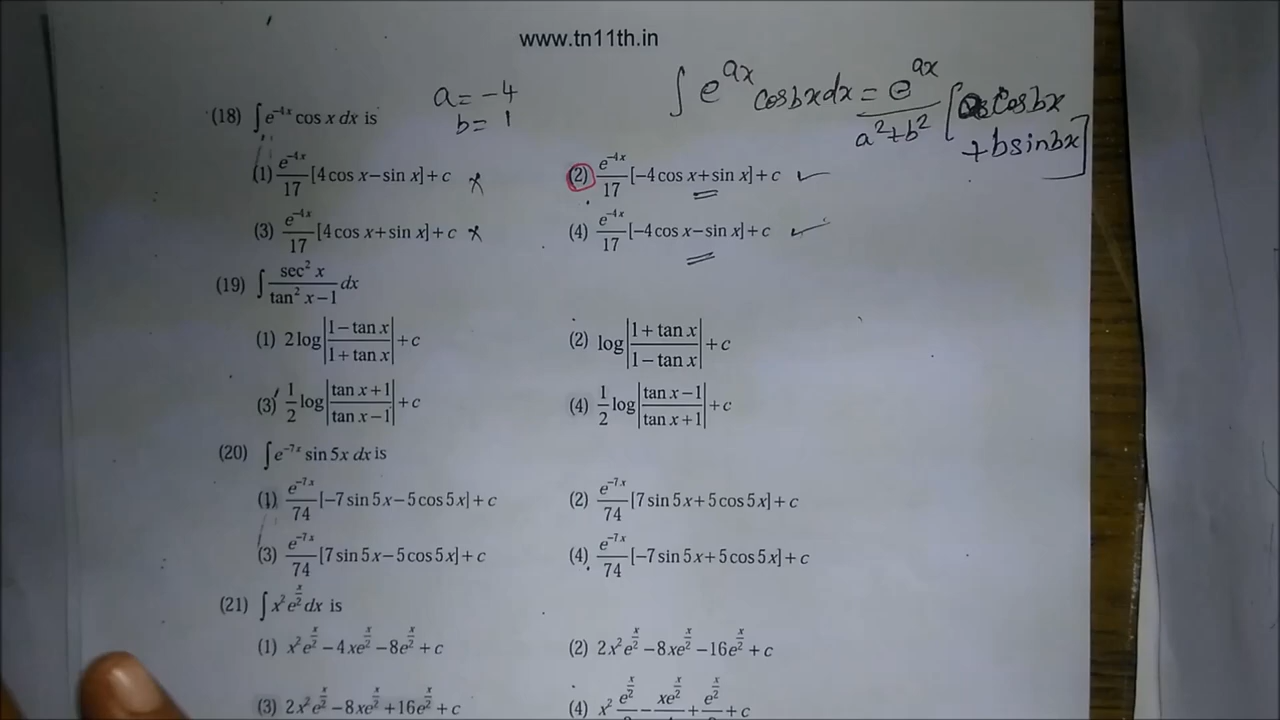 www.tn11th.in
a = -4
b = 1
∫ e^{ax} cos bx dx = e^{ax} / (a² + b²) [a cos bx
+ b sin bx]
(18) ∫ e^{-4x} cos x dx is
(1) e^{-4x}/17 [4 cos x − sin x] + c ✗ (2) e^{-4x}/17 [−4 cos x + sin x] + c ✓
(3) e^{-4x}/17 [4 cos x + sin x] + c ✗ (4) e^{-4x}/17 [−4 cos x − sin x] + c ✓
(19) ∫ sec² x / (tan² x − 1) dx
(1) 2 log |(1 − tan x)/(1 + tan x)| + c (2) log |(1 + tan x)/(1 − tan x)| + c
(3) 1/2 log |(tan x + 1)/(tan x − 1)| + c (4) 1/2 log |(tan x − 1)/(tan x + 1)| + c
(20) ∫ e^{-7x} sin 5x dx is
(1) e^{-7x}/74 [−7 sin 5x − 5 cos 5x] + c (2) e^{-7x}/74 [7 sin 5x + 5 cos 5x] + c
(3) e^{-7x}/74 [7 sin 5x − 5 cos 5x] + c (4) e^{-7x}/74 [−7 sin 5x + 5 cos 5x] + c
(21) ∫ x² e^{x/2} dx is
(1) x² e^{x/2} − 4x e^{x/2} − 8e^{x/2} + c (2) 2x² e^{x/2} − 8x e^{x/2} − 16e^{x/2} + c
(3) 2x² e^{x/2} − 8x e^{x/2} + 16e^{x/2} + c (4) x² e^{x/2} − x e^{x/2} + e^{x/2} + c